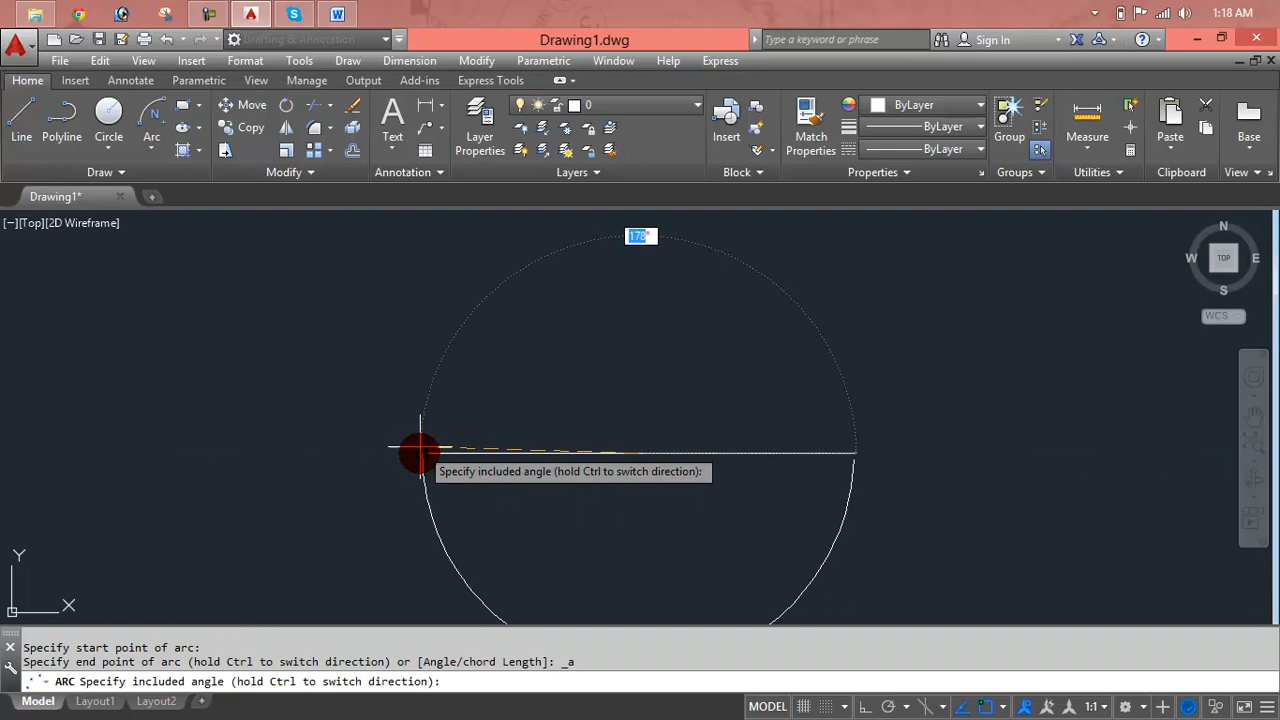 1:18 AM
Drafting & Annotation
Drawing1.dwg
Type a keyword or phrase
Sign In
File Edit View Insert Format Tools Draw Dimension Modify Parametric Window Help Express
Home Insert Annotation Parametric View Manage Output Add-ins Express Tools
Line Polyline Circle Arc
Move
Copy
Text
Layer Properties
0
Insert
Match Properties
ByLayer
ByLayer
ByLayer
Group
Measure
Paste
Base
Draw Modify Annotation Layers Block Properties Groups Utilities Clipboard View
Drawing1*
[−][Top][2D Wireframe]
178°
N
W TOP E
S
WCS
Specify included angle (hold Ctrl to switch direction):
Y
X
Specify start point of arc:
Specify end point of arc (hold Ctrl to switch direction) or [Angle/chord Length]: _a
ARC Specify included angle (hold Ctrl to switch direction):
Model Layout1 Layout2 +
MODEL
1:1